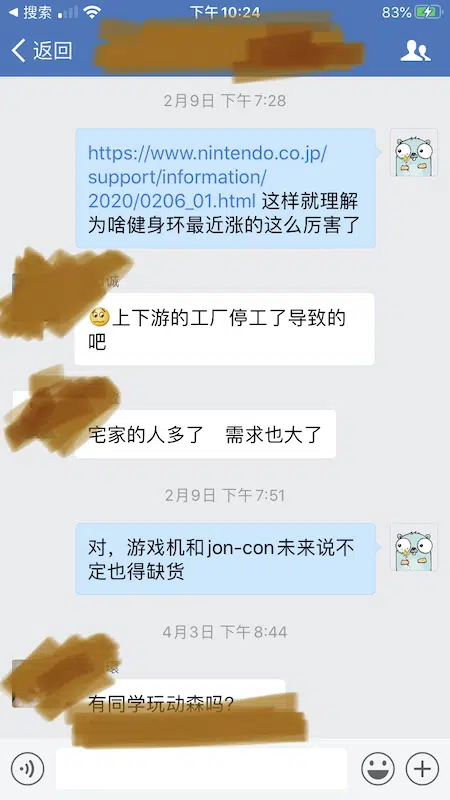 搜索
下午10:24
83%
返回
2月9日 下午7:28
https://www.nintendo.co.jp/
support/information/
2020/0206_01.html 这样就理解
为啥健身环最近涨的这么厉害了
诚
上下游的工厂停工了导致的
吧
宅家的人多了 需求也大了
2月9日 下午7:51
对，游戏机和jon-con未来说不
定也得缺货
4月3日 下午8:44
有同学玩动森吗?